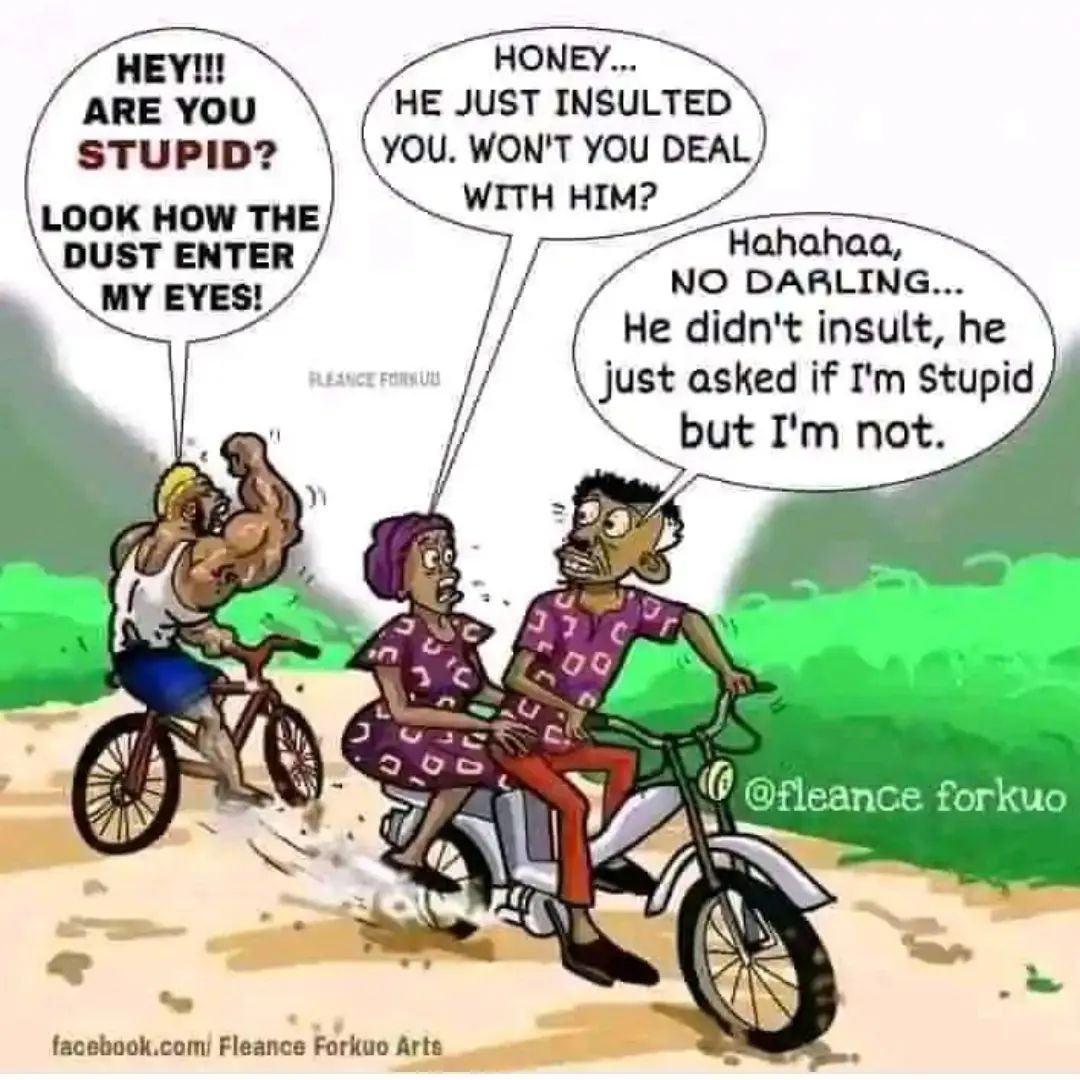 HEY!!!
ARE YOU
STUPID?
LOOK HOW THE
DUST ENTER
MY EYES!
HONEY...
HE JUST INSULTED
YOU. WON'T YOU DEAL
WITH HIM?
Hahahaa,
NO DARLING...
He didn't insult, he
just asked if I'm Stupid
but I'm not.
FLEANCE FORKUO
@fleance forkuo
facebook.com/ Fleance Forkuo Arts